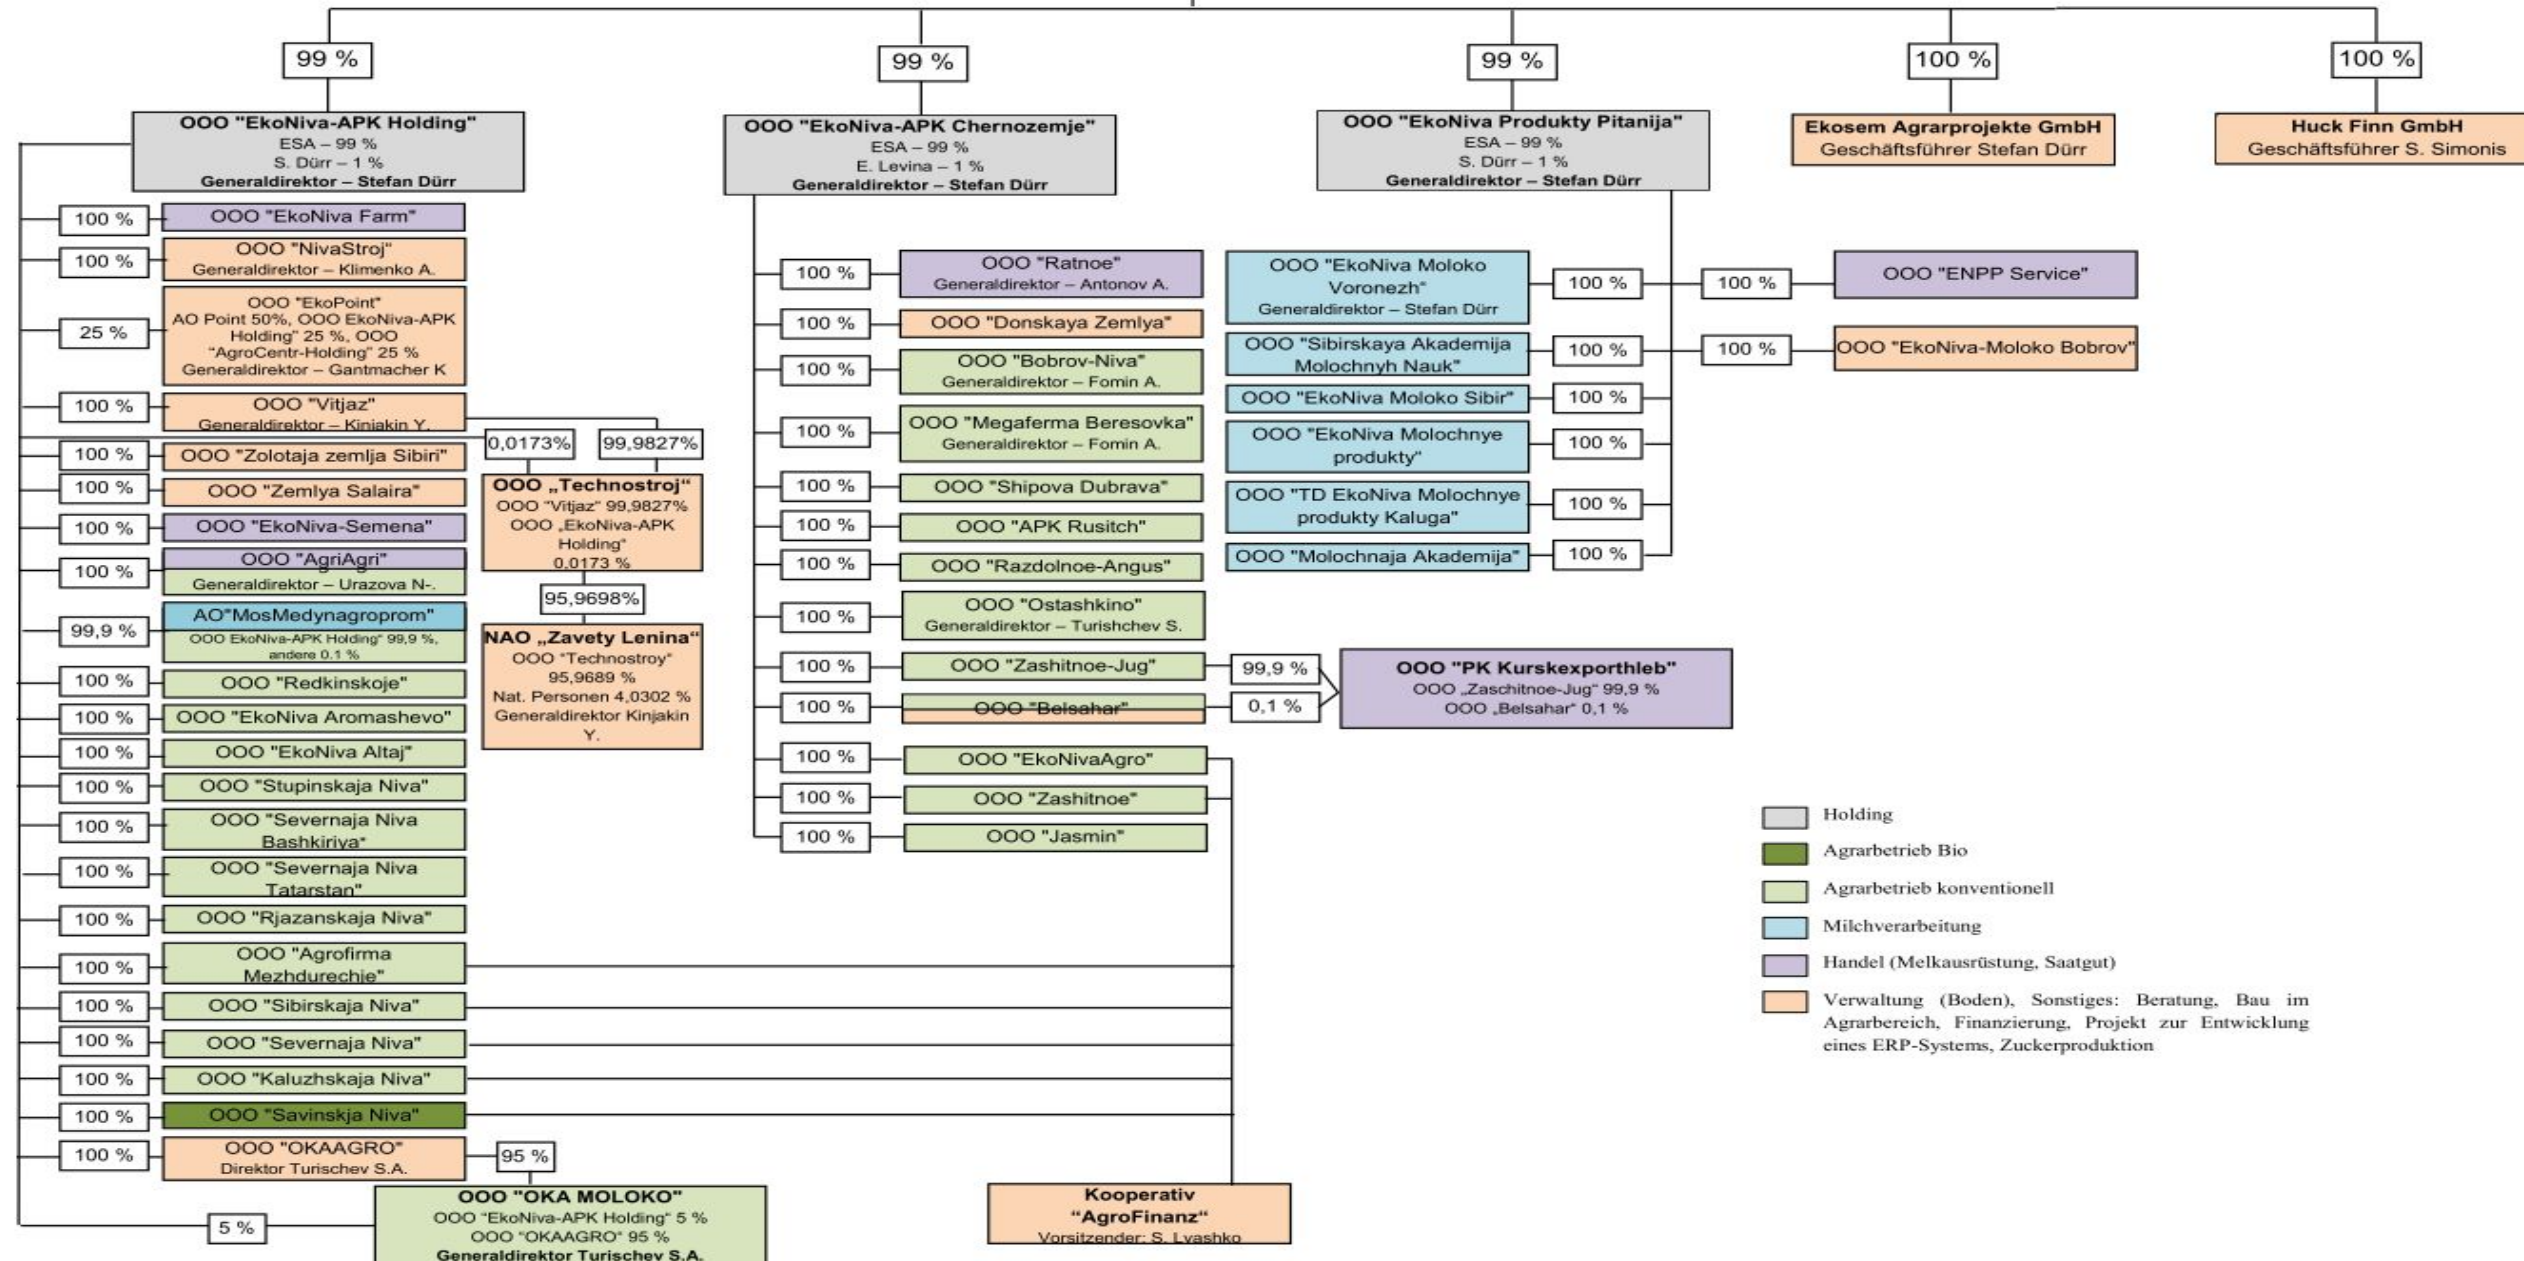 99 %
99 %
99 %
100 %
100 %
OOO "EkoNiva-APK Holding"
ESA – 99 %
S. Dürr – 1 %
Generaldirektor – Stefan Dürr
OOO "EkoNiva-APK Chernozemje"
ESA – 99 %
E. Levina – 1 %
Generaldirektor – Stefan Dürr
OOO "EkoNiva Produkty Pitanija"
ESA – 99 %
S. Dürr – 1 %
Generaldirektor – Stefan Dürr
Ekosem Agrarprojekte GmbH
Geschäftsführer Stefan Dürr
Huck Finn GmbH
Geschäftsführer S. Simonis
100 %
OOO "EkoNiva Farm"
100 %
OOO "NivaStroj"
Generaldirektor – Klimenko A.
25 %
OOO "EkoPoint"
AO Point 50%, OOO EkoNiva-APK
Holding" 25 %, OOO
"AgroCentr-Holding" 25 %
Generaldirektor – Gantmacher K
100 %
OOO "Vitjaz"
Generaldirektor – Kinjakin Y.
0,0173%
99,9827%
100 %
OOO "Zolotaja zemlja Sibiri"
100 %
OOO "Zemlya Salaira"
100 %
OOO "EkoNiva-Semena"
100 %
OOO "AgriAgri"
Generaldirektor – Urazova N-.
99,9 %
AO"MosMedynagroprom"
OOO EkoNiva-APK Holding" 99,9 %,
andere 0.1 %
100 %
OOO "Redkinskoje"
100 %
OOO "EkoNiva Aromashevo"
100 %
OOO "EkoNiva Altaj"
100 %
OOO "Stupinskaja Niva"
100 %
OOO "Severnaja Niva
Bashkiriya"
100 %
OOO "Severnaja Niva
Tatarstan"
100 %
OOO "Rjazanskaja Niva"
100 %
OOO "Agrofirma
Mezhdurechje"
100 %
OOO "Sibirskaja Niva"
100 %
OOO "Severnaja Niva"
100 %
OOO "Kaluzhskaja Niva"
100 %
OOO "Savinskja Niva"
100 %
OOO "OKAAGRO"
Direktor Turischev S.A.
95 %
5 %
OOO "OKA MOLOKO"
OOO "EkoNiva-APK Holding" 5 %
OOO "OKAAGRO" 95 %
Generaldirektor Turischev S.A.
OOO „Technostroj"
OOO "Vitjaz" 99,9827%
OOO „EkoNiva-APK
Holding"
0,0173 %
95,9698%
NAO „Zavety Lenina"
OOO "Technostroy"
95,9689 %
Nat. Personen 4,0302 %
Generaldirektor Kinjakin
Y.
100 %
OOO "Ratnoe"
Generaldirektor – Antonov A.
100 %
OOO "Donskaya Zemlya"
100 %
OOO "Bobrov-Niva"
Generaldirektor – Fomin A.
100 %
OOO "Megaferma Beresovka"
Generaldirektor – Fomin A.
100 %
OOO "Shipova Dubrava"
100 %
OOO "APK Rusitch"
100 %
OOO "Razdolnoe-Angus"
100 %
OOO "Ostashkino"
Generaldirektor – Turishchev S.
100 %
OOO "Zashitnoe-Jug"
99,9 %
100 %
OOO "Belsahar"
0,1 %
OOO "PK Kurskexporthleb"
OOO „Zaschitnoe-Jug" 99,9 %
OOO „Belsahar" 0,1 %
100 %
OOO "EkoNivaAgro"
100 %
OOO "Zashitnoe"
100 %
OOO "Jasmin"
Kooperativ
"AgroFinanz"
Vorsitzender: S. Lyashko
OOO "EkoNiva Moloko
Voronezh"
Generaldirektor – Stefan Dürr
100 %
100 %
OOO "ENPP Service"
OOO "Sibirskaya Akademija
Molochnyh Nauk"
100 %
100 %
OOO "EkoNiva-Moloko Bobrov"
OOO "EkoNiva Moloko Sibir"
100 %
OOO "EkoNiva Molochnye
produkty"
100 %
OOO "TD EkoNiva Molochnye
produkty Kaluga"
100 %
OOO "Molochnaja Akademija"
100 %
Holding
Agrarbetrieb Bio
Agrarbetrieb konventionell
Milchverarbeitung
Handel (Melkausrüstung, Saatgut)
Verwaltung (Boden), Sonstiges: Beratung, Bau im
Agrarbereich, Finanzierung, Projekt zur Entwicklung
eines ERP-Systems, Zuckerproduktion